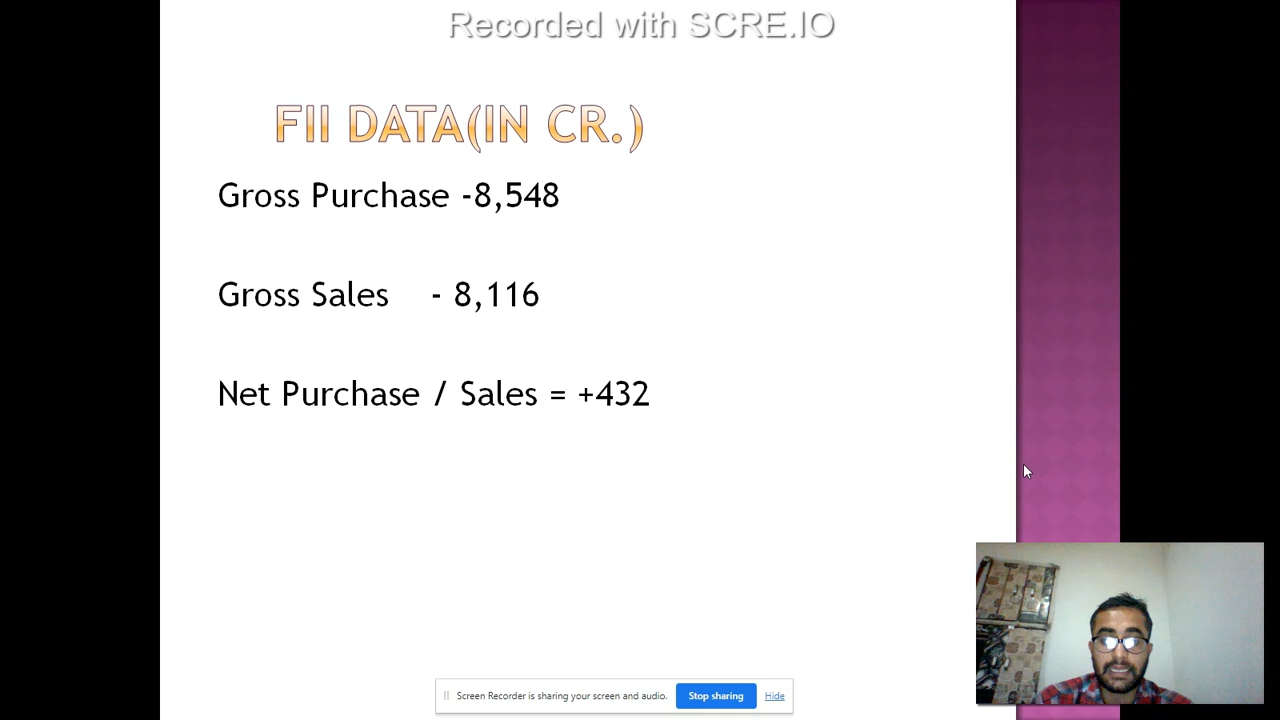 Recorded with SCRE.IO
FII DATA(IN CR.)
Gross Purchase -8,548
Gross Sales - 8,116
Net Purchase / Sales = +432
Screen Recorder is sharing your screen and audio. Stop sharing Hide